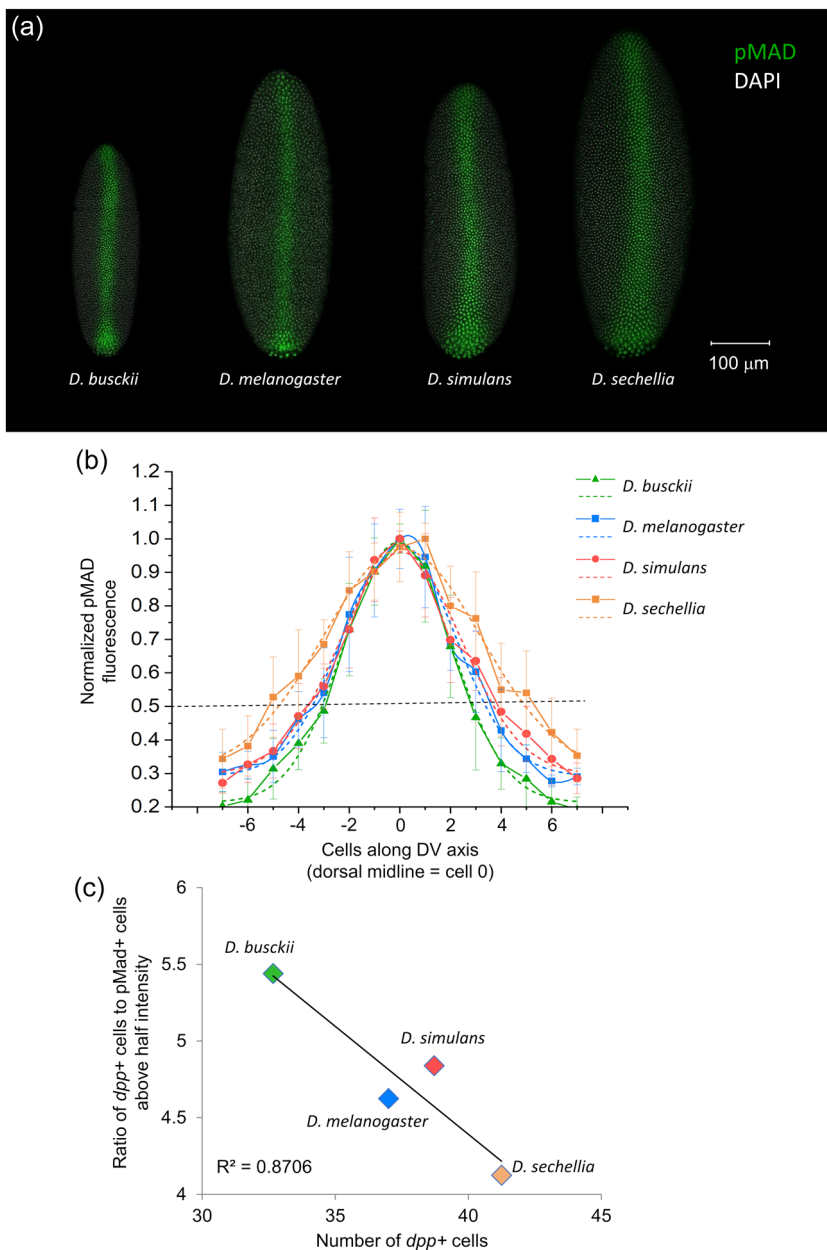 (a)
pMAD
DAPI
D. busckii
D. melanogaster
D. simulans
D. sechellia
100 μm
(b)
Normalized pMAD
fluorescence
1.2
1.1
1.0
0.9
0.8
0.7
0.6
0.5
0.4
0.3
0.2
-6
-4
-2
0
2
4
6
8
Cells along DV axis
(dorsal midline = cell 0)
D. busckii
D. melanogaster
D. simulans
D. sechellia
(c)
Ratio of dpp+ cells to pMad+ cells
above half intensity
6
5.5
5
4.5
4
D. busckii
D. simulans
D. melanogaster
D. sechellia
R² = 0.8706
30
35
40
45
Number of dpp+ cells